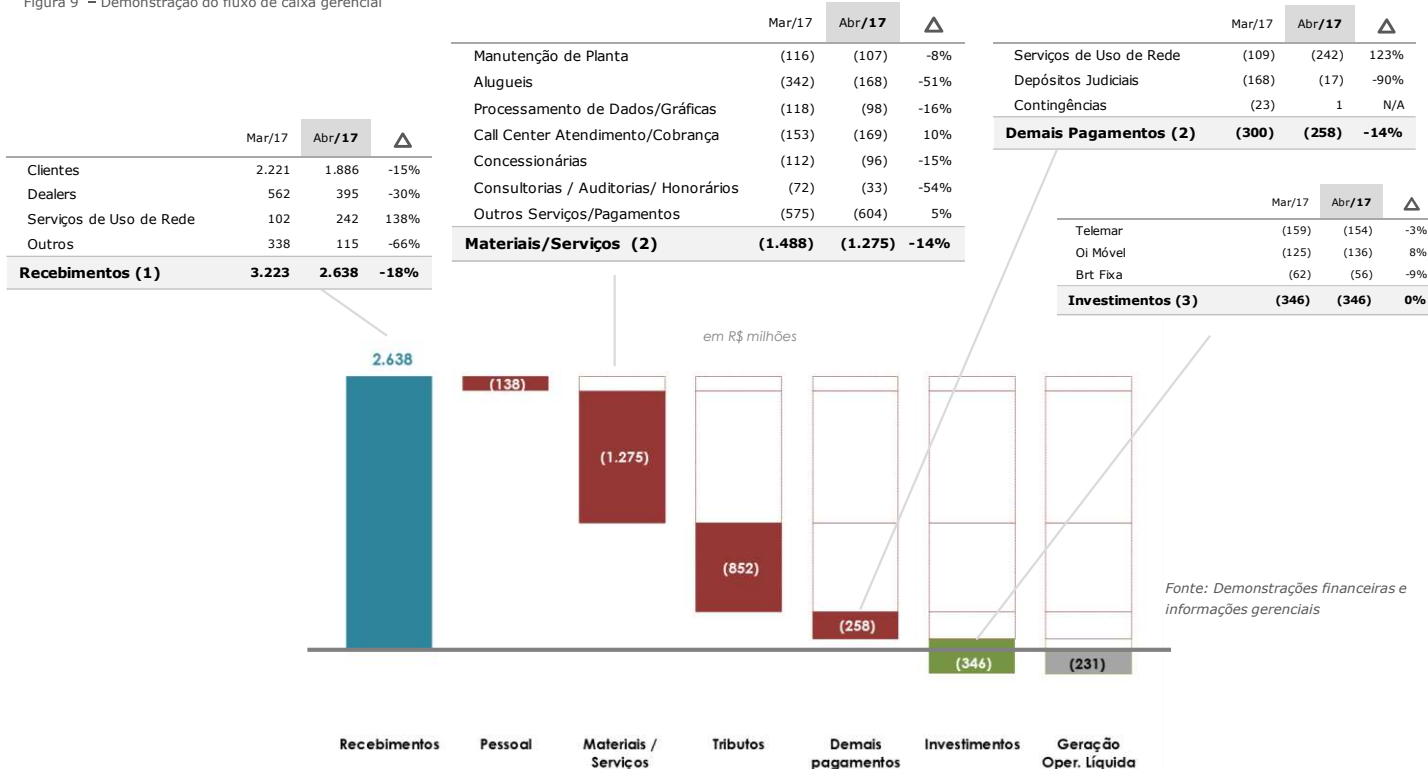 Figura 9 – Demonstração do fluxo de caixa gerencial
Mar/17 Abr/17 △
Clientes 2.221 1.886 -15%
Dealers 562 395 -30%
Serviços de Uso de Rede 102 242 138%
Outros 338 115 -66%
Recebimentos (1) 3.223 2.638 -18%
Mar/17 Abr/17 △
Manutenção de Planta (116) (107) -8%
Alugueis (342) (168) -51%
Processamento de Dados/Gráficas (118) (98) -16%
Call Center Atendimento/Cobrança (153) (169) 10%
Concessionárias (112) (96) -15%
Consultorias / Auditorias/ Honorários (72) (33) -54%
Outros Serviços/Pagamentos (575) (604) 5%
Materiais/Serviços (2) (1.488) (1.275) -14%
Mar/17 Abr/17 △
Serviços de Uso de Rede (109) (242) 123%
Depósitos Judiciais (168) (17) -90%
Contingências (23) 1 N/A
Demais Pagamentos (2) (300) (258) -14%
Mar/17 Abr/17 △
Telemar (159) (154) -3%
Oi Móvel (125) (136) 8%
Brt Fixa (62) (56) -9%
Investimentos (3) (346) (346) 0%
em R$ milhões
2.638
(138)
(1.275)
(852)
(258)
(346)
(231)
Fonte: Demonstrações financeiras e
informações gerenciais
Recebimentos
Pessoal
Materiais /
Serviços
Tributos
Demais
pagamentos
Investimentos
Geração
Oper. Líquida